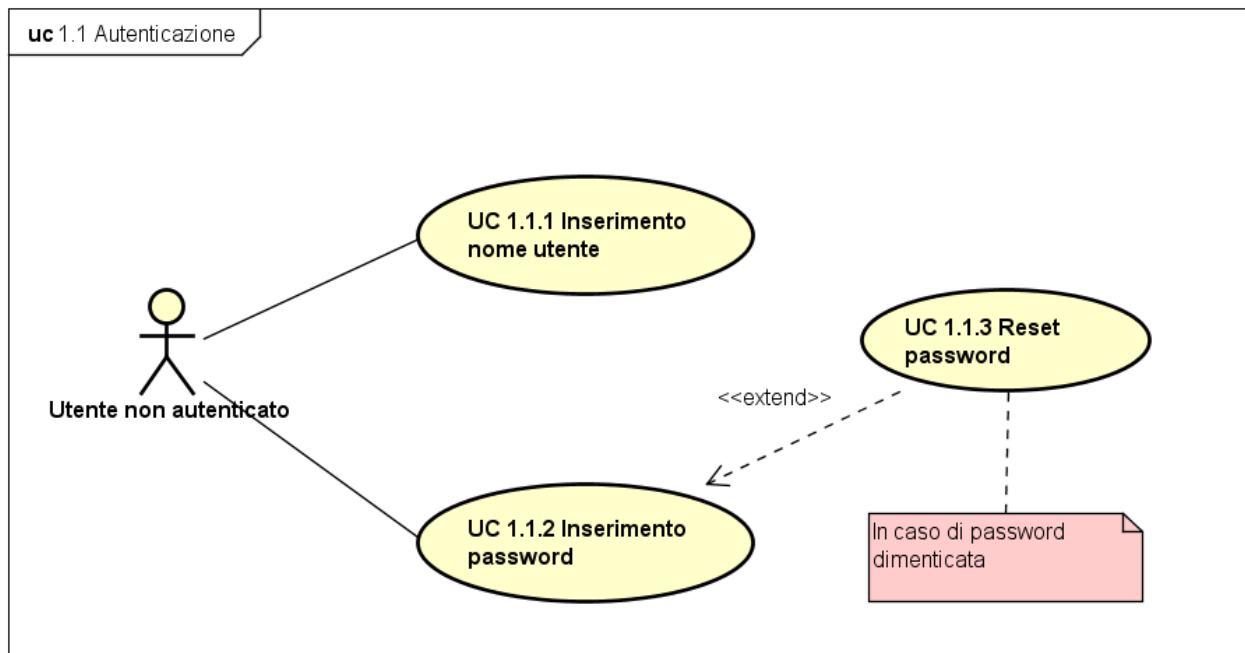 uc 1.1 Autenticazione
UC 1.1.1 Inserimento
nome utente
UC 1.1.3 Reset
password
<<extend>>
Utente non autenticato
UC 1.1.2 Inserimento
password
In caso di password
dimenticata